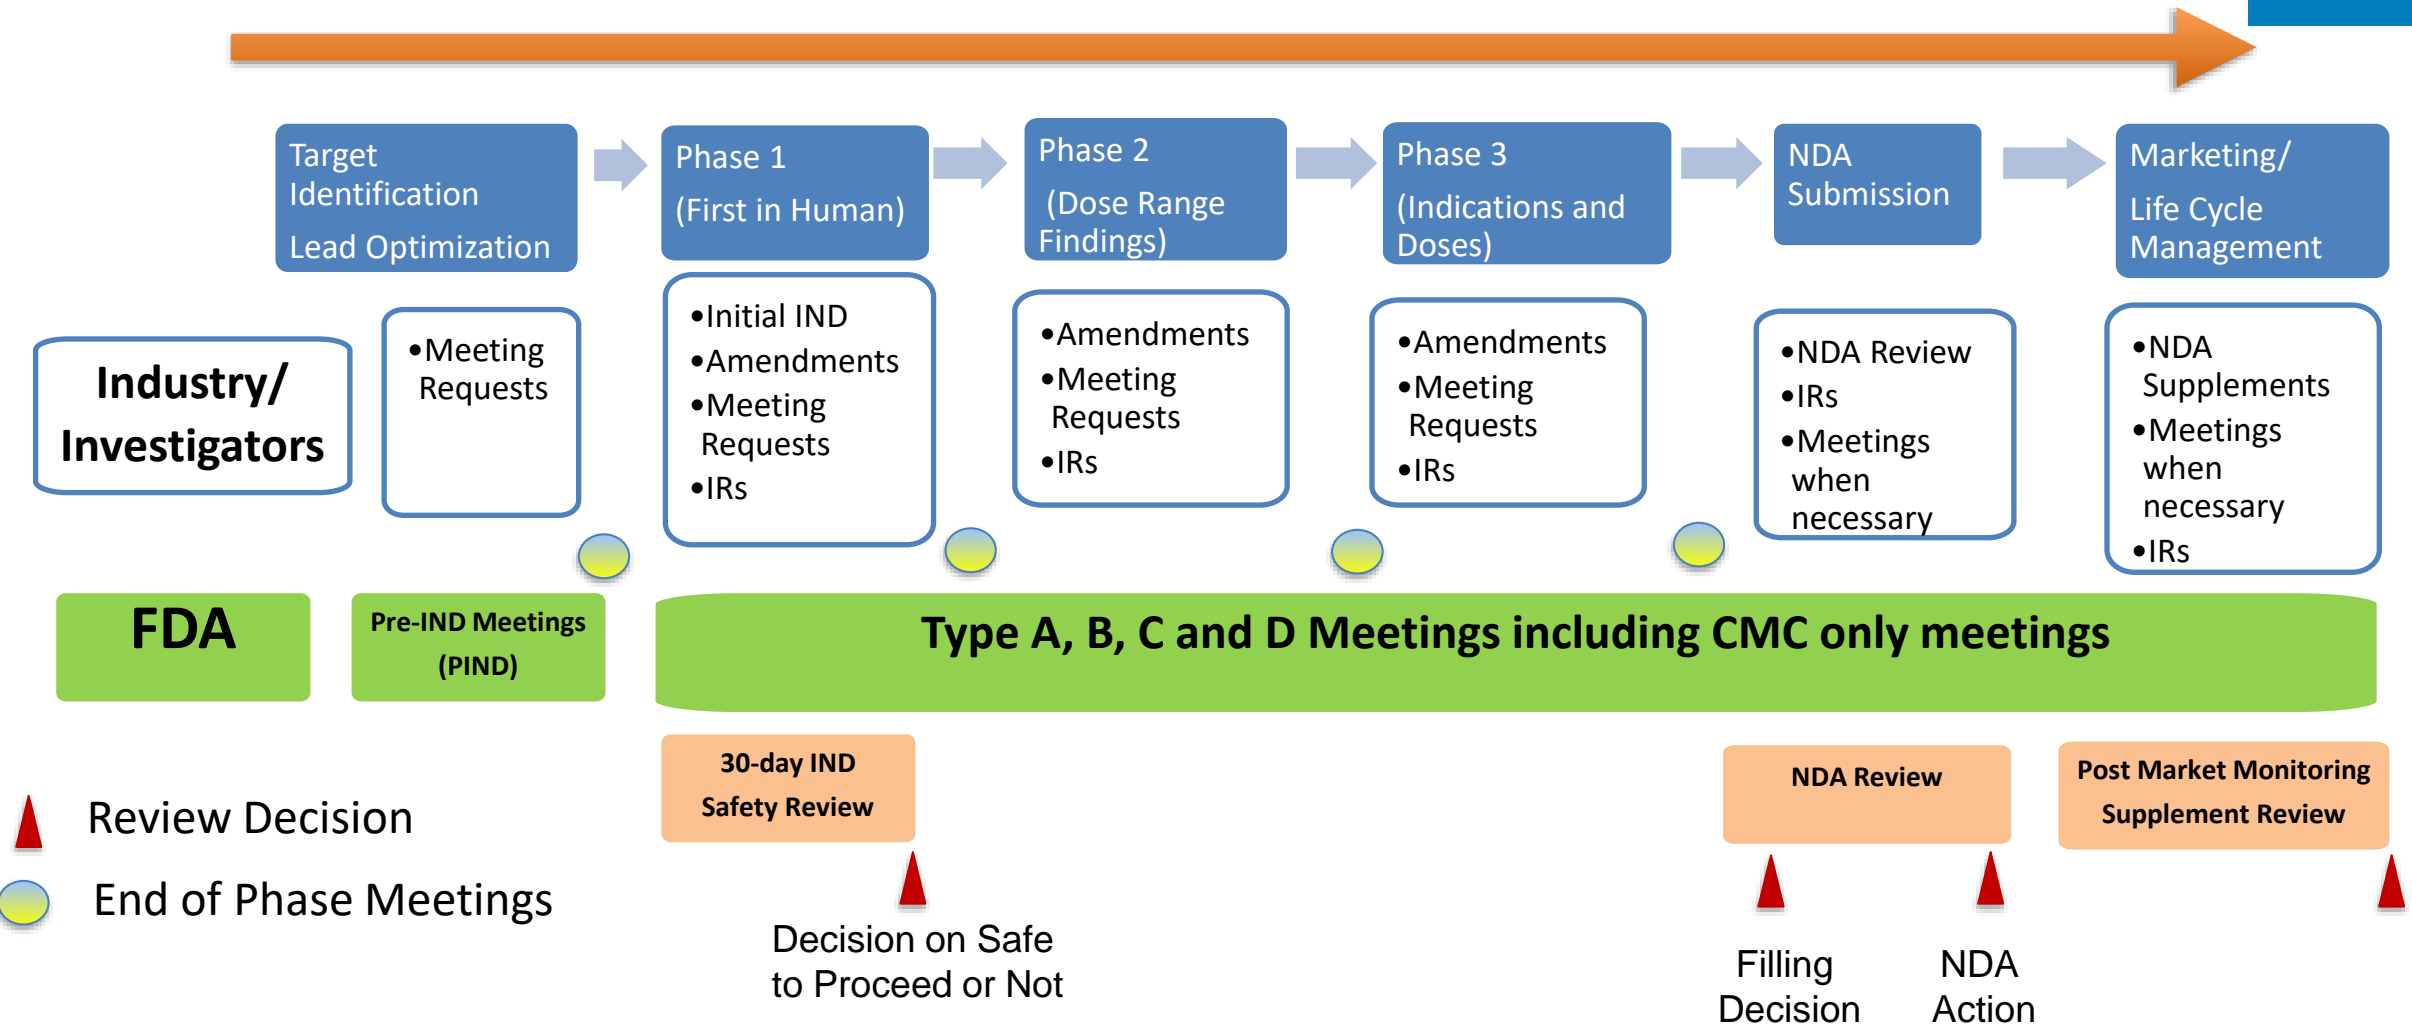 Target
Identification
Lead Optimization
Phase 1
(First in Human)
Phase 2
(Dose Range
Findings)
Phase 3
(Indications and
Doses)
NDA
Submission
Marketing/
Life Cycle
Management
Industry/
Investigators
•Meeting
Requests
•Initial IND
•Amendments
•Meeting
Requests
•IRs
•Amendments
•Meeting
Requests
•IRs
•Amendments
•Meeting
Requests
•IRs
•NDA Review
•IRs
•Meetings
when
necessary
•NDA
Supplements
•Meetings
when
necessary
•IRs
FDA
Pre-IND Meetings
(PIND)
Type A, B, C and D Meetings including CMC only meetings
30-day IND
Safety Review
NDA Review
Post Market Monitoring
Supplement Review
Review Decision
End of Phase Meetings
Decision on Safe
to Proceed or Not
Filling
Decision
NDA
Action